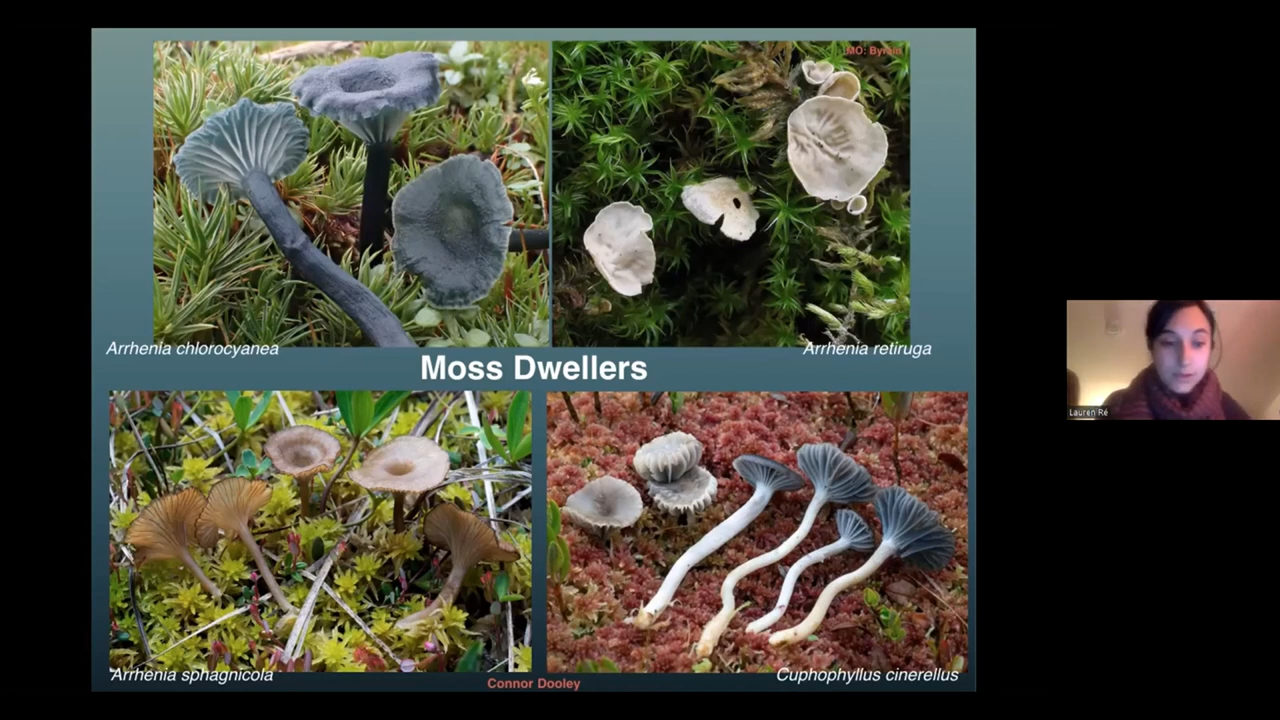 IMO: Byrain
Arrhenia chlorocyanea
Arrhenia retiruga
Moss Dwellers
Lauren Ré
Arrhenia sphagnicola
Cuphophyllus cinerellus
Connor Dooley